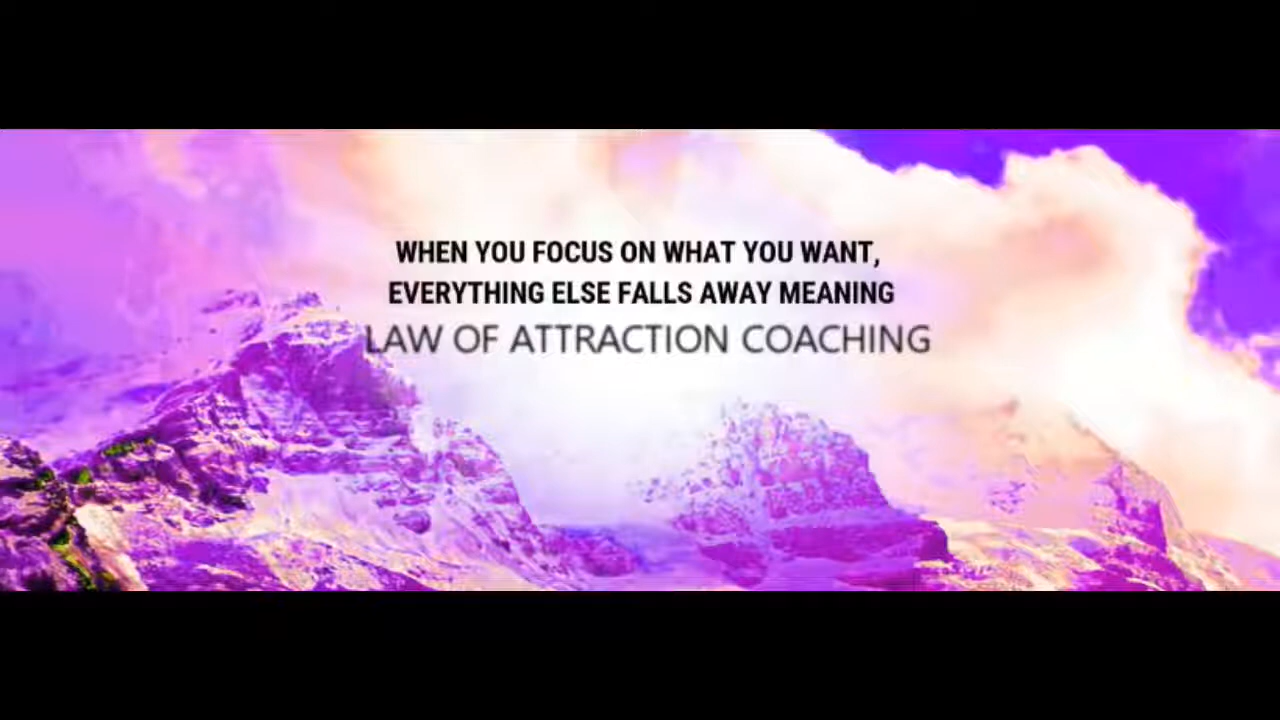 WHEN YOU FOCUS ON WHAT YOU WANT,
EVERYTHING ELSE FALLS AWAY MEANING
LAW OF ATTRACTION COACHING